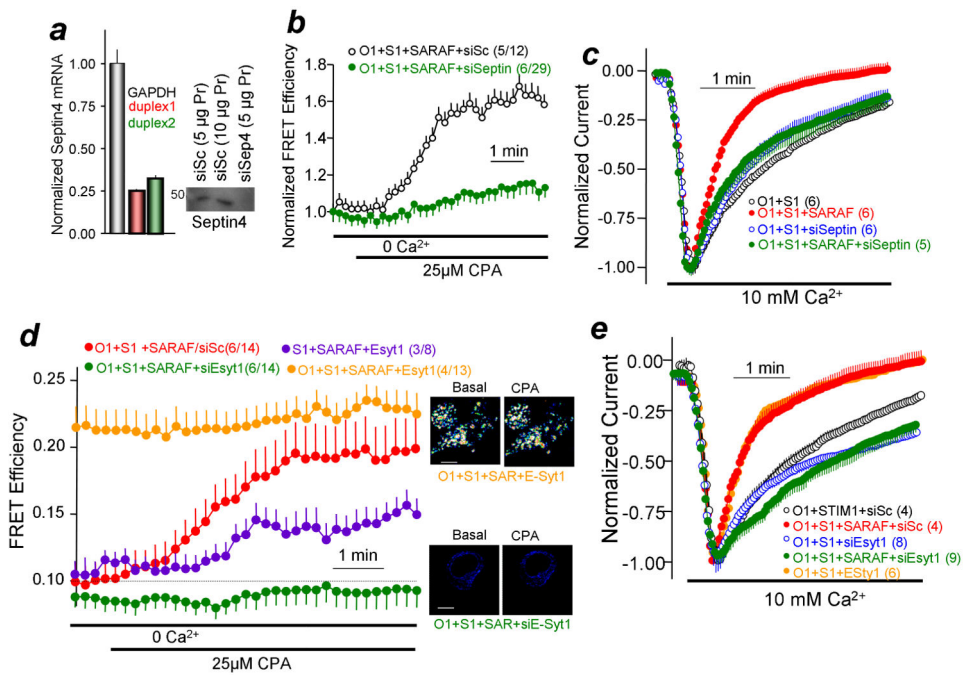 a
Normalized Septin4 mRNA
1.00
0.75
0.50
0.25
0.00
GAPDH
duplex1
duplex2
siSc (5 µg Pr)
siSc (10 µg Pr)
siSep4 (5 µg Pr)
50
Septin4
b
O1+S1+SARAF+siSc (5/12)
O1+S1+SARAF+siSeptin (6/29)
Normalized FRET Efficiency
1.8
1.6
1.4
1.2
1.0
1 min
0 Ca²⁺
25µM CPA
c
Normalized Current
0.00
-0.25
-0.50
-0.75
-1.00
1 min
O1+S1 (6)
O1+S1+SARAF (6)
O1+S1+siSeptin (6)
O1+S1+SARAF+siSeptin (5)
10 mM Ca²⁺
d
O1+S1 +SARAF/siSc(6/14)
S1+SARAF+Esyt1 (3/8)
O1+S1+SARAF+siEsyt1(6/14)
O1+S1+SARAF+Esyt1(4/13)
FRET Efficiency
0.25
0.20
0.15
0.10
1 min
0 Ca²⁺
25µM CPA
Basal
CPA
O1+S1+SAR+E-Syt1
Basal
CPA
O1+S1+SAR+siE-Syt1
e
Normalized Current
0.00
-0.25
-0.50
-0.75
-1.00
1 min
O1+STIM1+siSc (4)
O1+S1+SARAF+siSc (4)
O1+S1+siEsyt1 (8)
O1+S1+SARAF+siEsyt1 (9)
O1+S1+ESty1 (6)
10 mM Ca²⁺